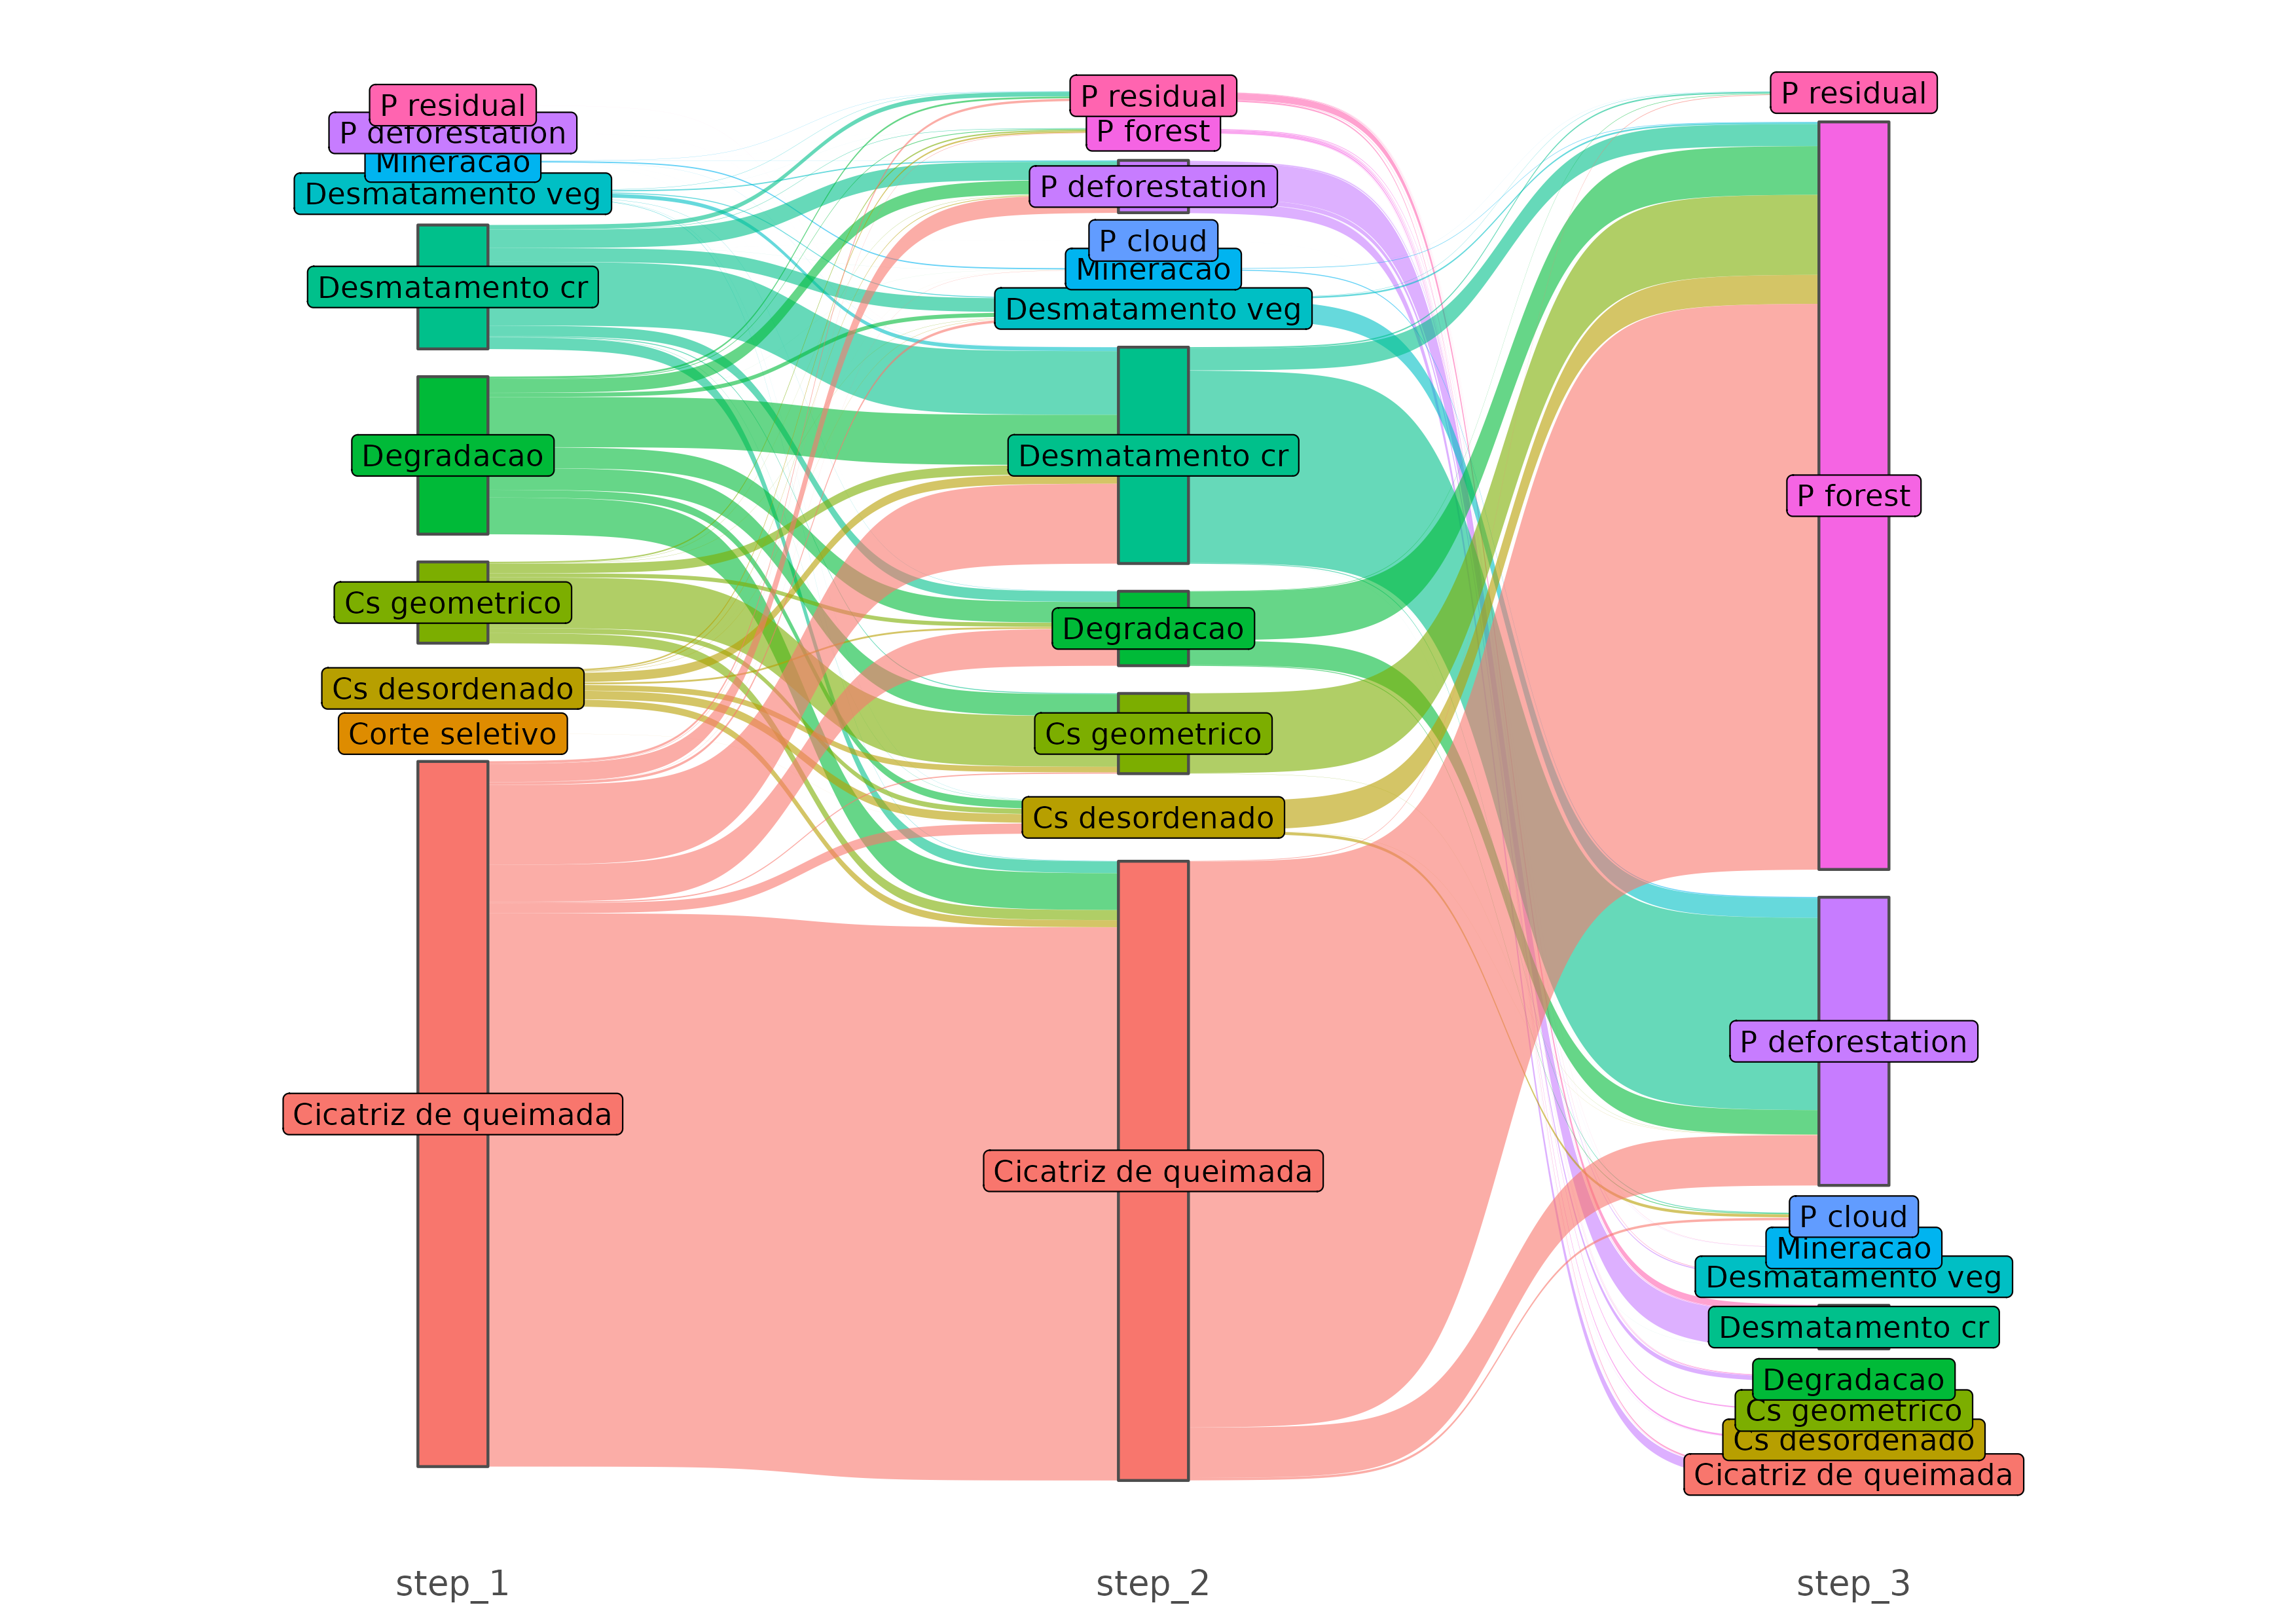 P residual
P deforestation
Mineracao
Desmatamento veg
Desmatamento cr
Degradacao
Cs geometrico
Cs desordenado
Corte seletivo
Cicatriz de queimada
P residual
P forest
P deforestation
P cloud
Mineracao
Desmatamento veg
Desmatamento cr
Degradacao
Cs geometrico
Cs desordenado
Cicatriz de queimada
P residual
P forest
P deforestation
P cloud
Mineracao
Desmatamento veg
Desmatamento cr
Degradacao
Cs geometrico
Cs desordenado
Cicatriz de queimada
step_1
step_2
step_3